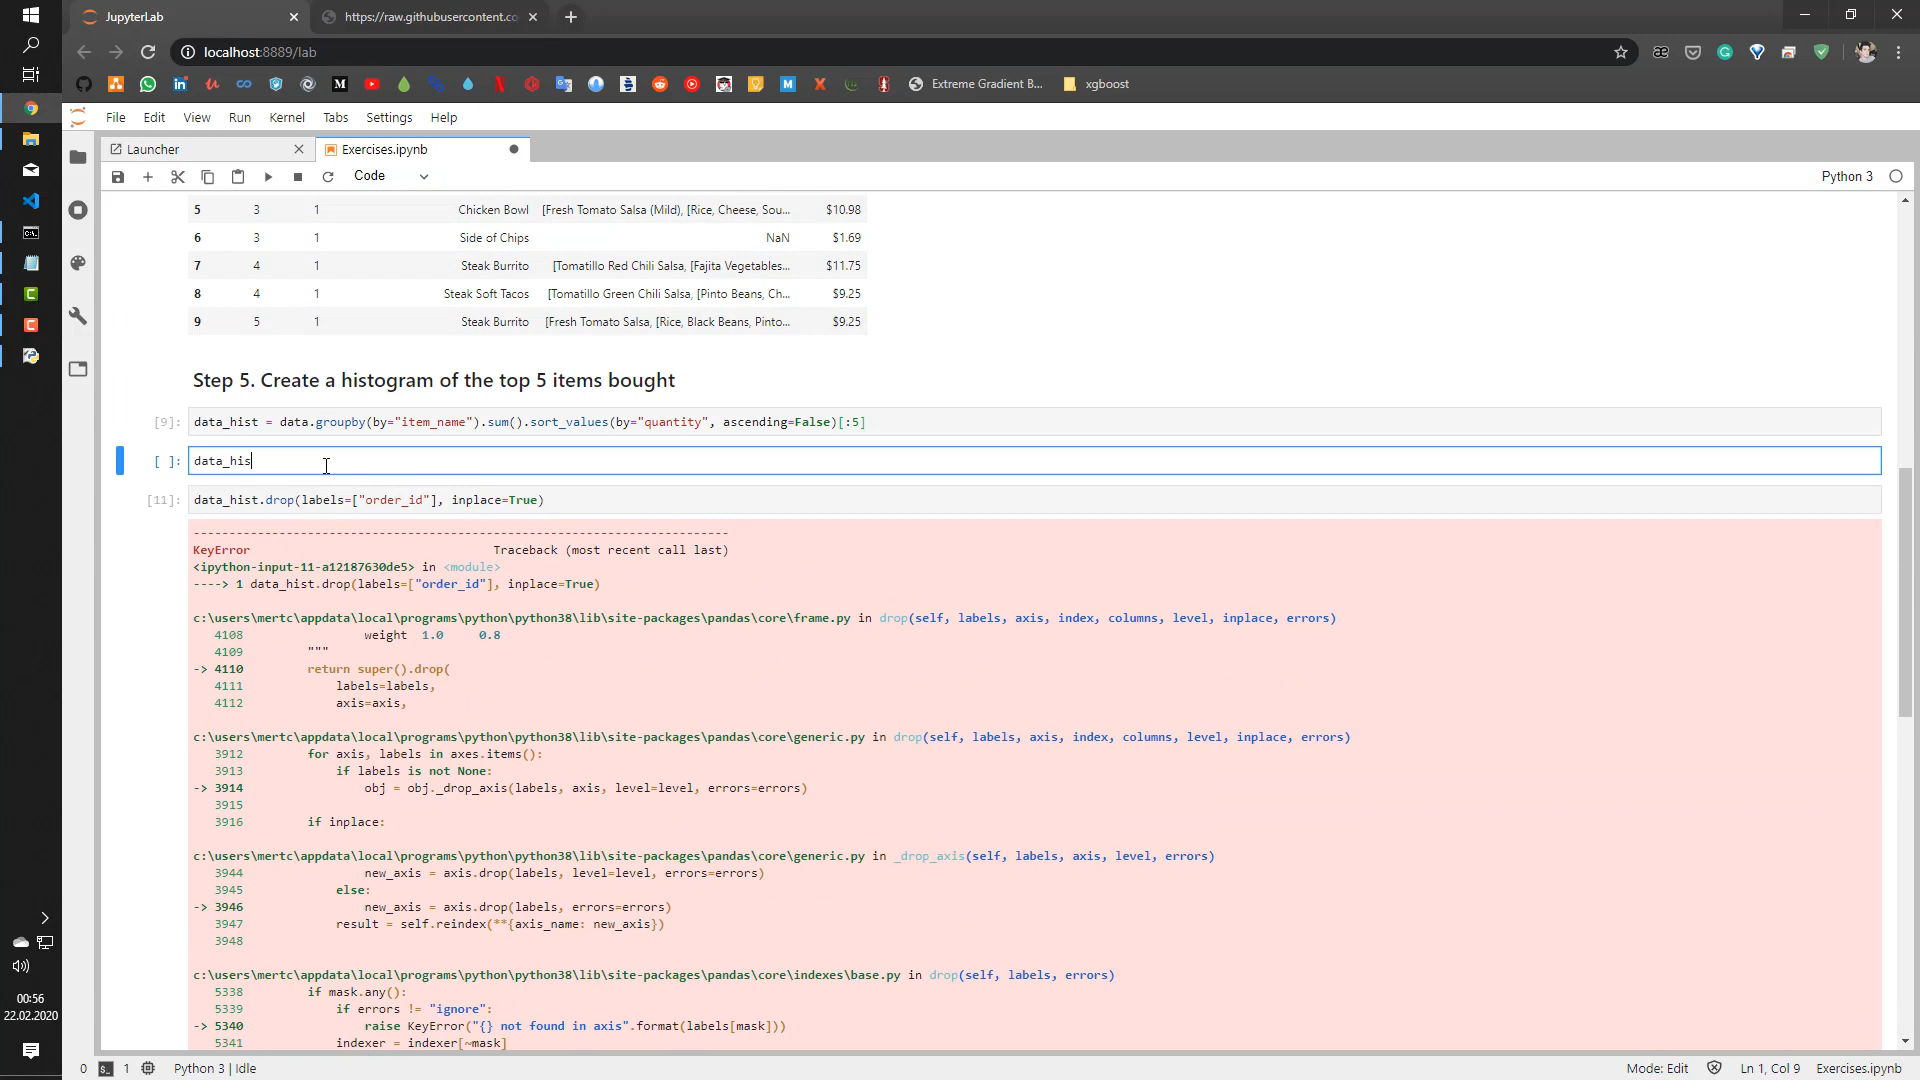 JupyterLab
https://raw.githubusercontent.co
localhost:8889/lab
Extreme Gradient B...
xgboost
File Edit View Run Kernel Tabs Settings Help
Launcher
Exercises.ipynb
Code
Python 3
5 3 1 Chicken Bowl [Fresh Tomato Salsa (Mild), [Rice, Cheese, Sou... $10.98
6 3 1 Side of Chips NaN $1.69
7 4 1 Steak Burrito [Tomatillo Red Chili Salsa, [Fajita Vegetables... $11.75
8 4 1 Steak Soft Tacos [Tomatillo Green Chili Salsa, [Pinto Beans, Ch... $9.25
9 5 1 Steak Burrito [Fresh Tomato Salsa, [Rice, Black Beans, Pinto... $9.25
Step 5. Create a histogram of the top 5 items bought
[9]: data_hist = data.groupby(by="item_name").sum().sort_values(by="quantity", ascending=False)[:5]
[ ]: data_his
[11]: data_hist.drop(labels=["order_id"], inplace=True)
---------------------------------------------------------------------------
KeyError Traceback (most recent call last)
<ipython-input-11-a12187630de5> in <module>
----> 1 data_hist.drop(labels=["order_id"], inplace=True)
c:\users\mertc\appdata\local\programs\python\python38\lib\site-packages\pandas\core\frame.py in drop(self, labels, axis, index, columns, level, inplace, errors)
4108 weight 1.0 0.8
4109 """
-> 4110 return super().drop(
4111 labels=labels,
4112 axis=axis,
c:\users\mertc\appdata\local\programs\python\python38\lib\site-packages\pandas\core\generic.py in drop(self, labels, axis, index, columns, level, inplace, errors)
3912 for axis, labels in axes.items():
3913 if labels is not None:
-> 3914 obj = obj._drop_axis(labels, axis, level=level, errors=errors)
3915
3916 if inplace:
c:\users\mertc\appdata\local\programs\python\python38\lib\site-packages\pandas\core\generic.py in _drop_axis(self, labels, axis, level, errors)
3944 new_axis = axis.drop(labels, level=level, errors=errors)
3945 else:
-> 3946 new_axis = axis.drop(labels, errors=errors)
3947 result = self.reindex(**{axis_name: new_axis})
3948
c:\users\mertc\appdata\local\programs\python\python38\lib\site-packages\pandas\core\indexes\base.py in drop(self, labels, errors)
5338 if mask.any():
5339 if errors != "ignore":
-> 5340 raise KeyError("{} not found in axis".format(labels[mask]))
5341 indexer = indexer[~mask]
00:56
22.02.2020
0 1 Python 3 | Idle
Mode: Edit Ln 1, Col 9 Exercises.ipynb